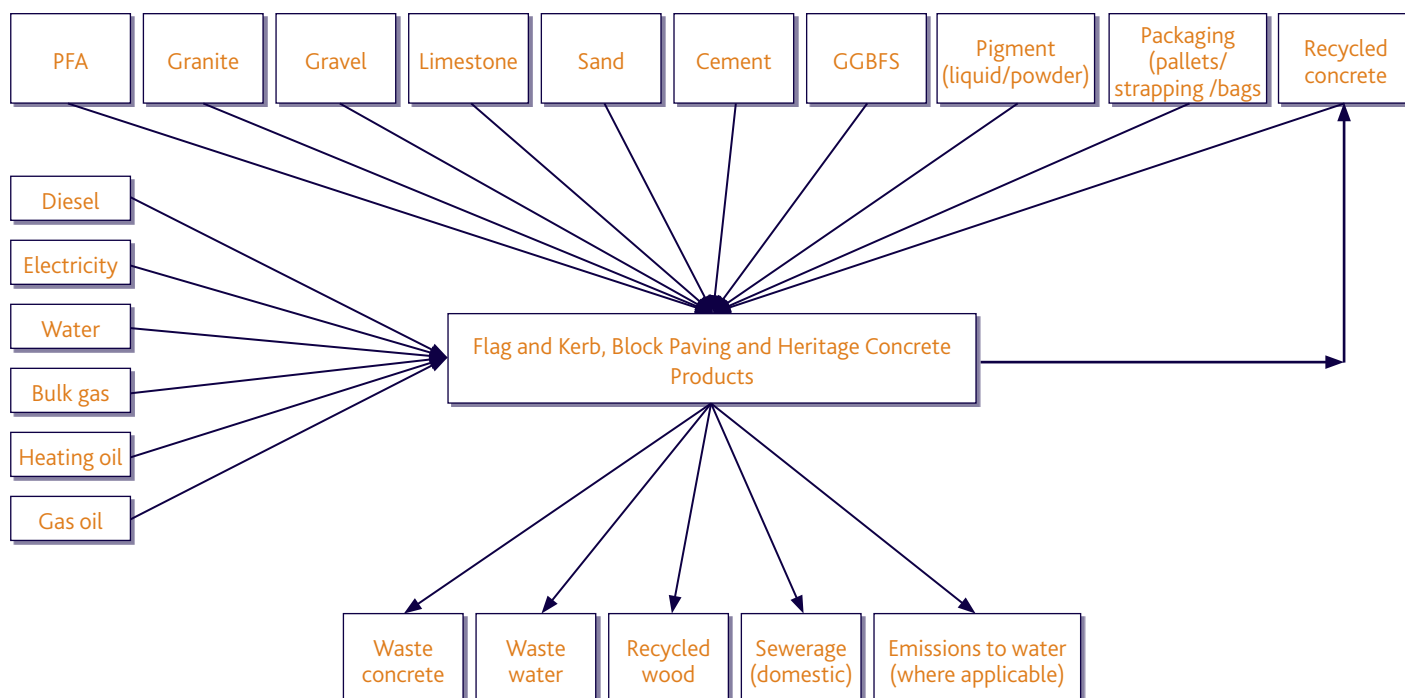 PFA
Granite
Gravel
Limestone
Sand
Cement
GGBFS
Pigment
(liquid/powder)
Packaging
(pallets/
strapping /bags
Recycled
concrete
Diesel
Electricity
Water
Bulk gas
Heating oil
Gas oil
Flag and Kerb, Block Paving and Heritage Concrete
Products
Waste
concrete
Waste
water
Recycled
wood
Sewerage
(domestic)
Emissions to water
(where applicable)